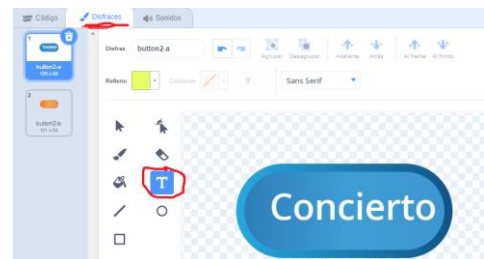 Código Disfraces Sonidos
1
button2-a
Disfraz button2-a
Agrupar Desagrupar Adelante Atrás Al frente Al fondo
Relleno Contorno 0 Sans Serif
2
button2-b
T
Concierto